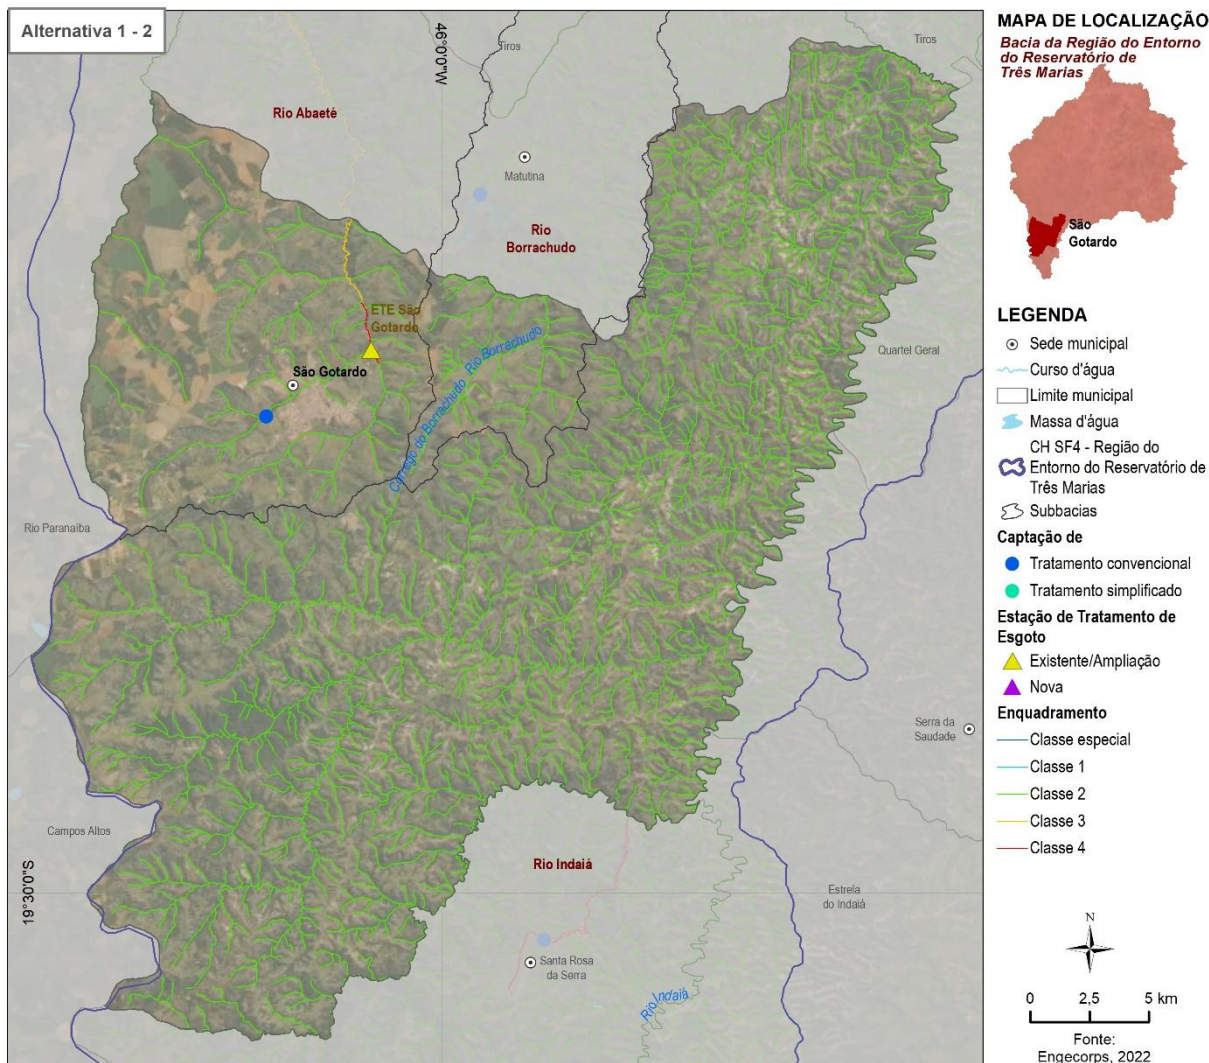 Alternativa 1 - 2
46°0'0"W
Tiros
Tiros
Rio Abaeté
Matutina
Rio
Borrachudo
ETE São
Gotardo
São Gotardo
Córrego do Borrachudo
Rio Borrachudo
Quartel Geral
Rio Paranaíba
Serra da
Saudade
Campos Altos
19°30'0"S
Rio Indaiá
Estrela
do Indaiá
Santa Rosa
da Serra
Rio Indaiá
MAPA DE LOCALIZAÇÃO
Bacia da Região do Entorno
do Reservatório de
Três Marias
São
Gotardo
LEGENDA
Sede municipal
Curso d'água
Limite municipal
Massa d'água
CH SF4 - Região do
Entorno do Reservatório de
Três Marias
Subbacias
Captação de
Tratamento convencional
Tratamento simplificado
Estação de Tratamento de
Esgoto
Existente/Ampliação
Nova
Enquadramento
Classe especial
Classe 1
Classe 2
Classe 3
Classe 4
N
0 2,5 5 km
Fonte:
Engecorps, 2022